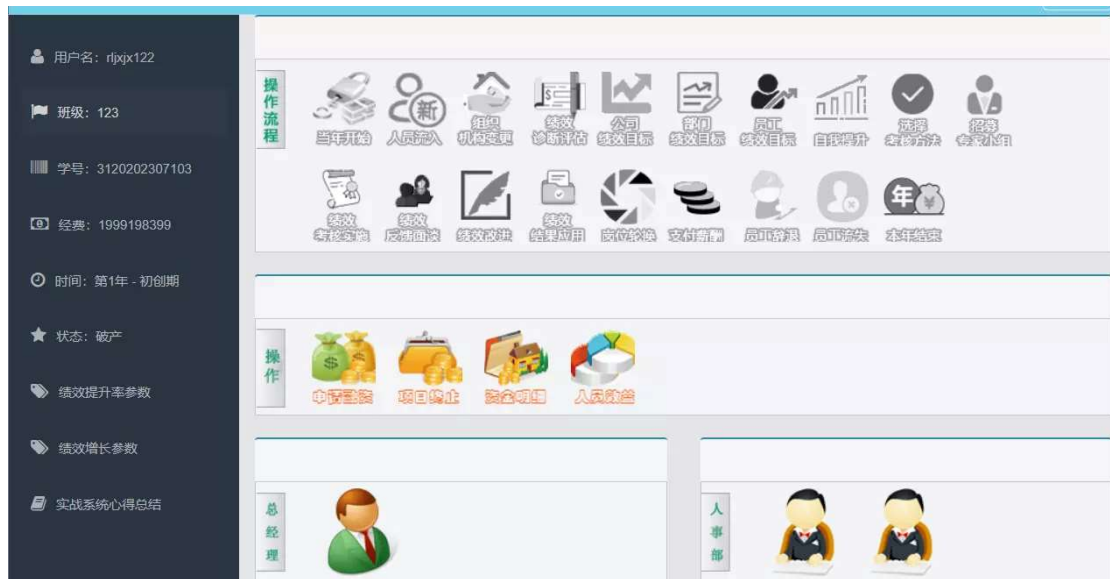 用户名：rljxjx122
班级：123
学号：3120202307103
经费：1999198399
时间：第1年 - 初创期
状态：破产
绩效提升率参数
绩效增长参数
实战系统心得总结
操作流程
新
当年开始
人员流入
组织
机构变更
绩效
诊断评估
公司
绩效目标
部门
绩效目标
员工
绩效目标
自我提升
选择
考核方法
招募
专家小组
绩效
考核实施
绩效
反馈面谈
绩效改进
绩效
结果应用
岗位轮换
支付薪酬
员工辞退
员工流失
年
本年结束
操作
申请融资
项目终止
资金明细
人员效益
总经理
人事部